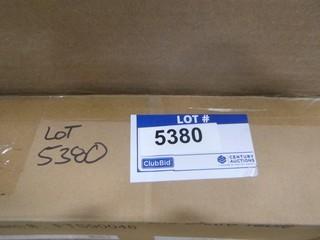 LOT #
5380
ClubBid
CENTURY
AUCTIONS
LOT
5380